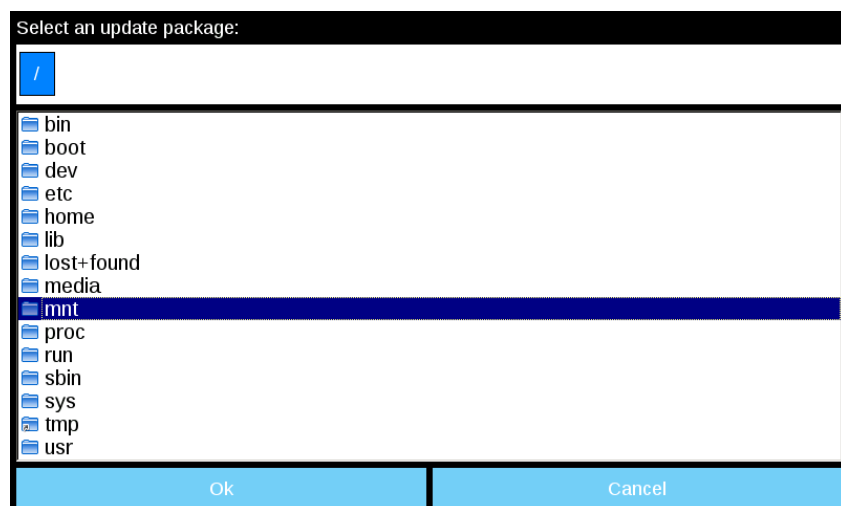 Select an update package:
/
bin
boot
dev
etc
home
lib
lost+found
media
mnt
proc
run
sbin
sys
tmp
usr
Ok Cancel